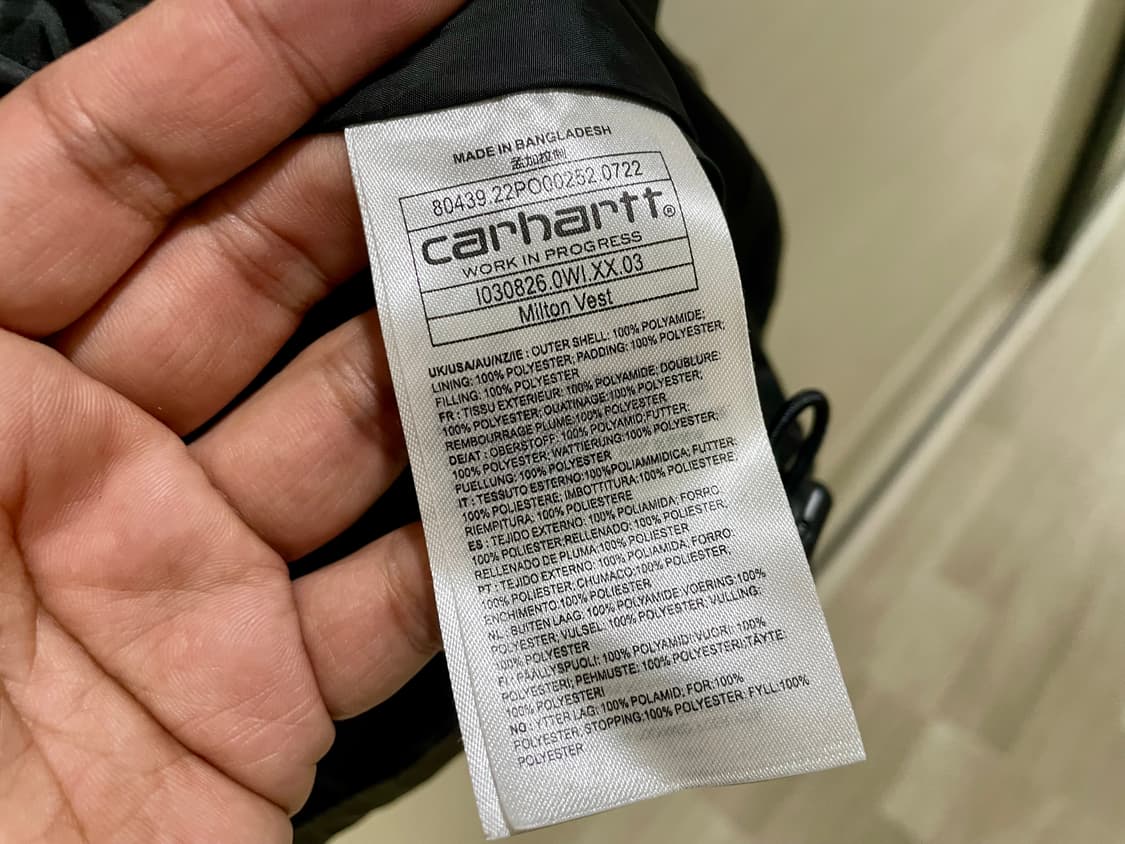 MADE IN BANGLADESH
孟加拉制
80439.22PO00252.0722
carhartt®
WORK IN PROGRESS
I030826.0WI.XX.03
Milton Vest
UK/USA/AU/NZ/IE : OUTER SHELL: 100% POLYAMIDE;
LINING: 100% POLYESTER; PADDING: 100% POLYESTER;
FILLING: 100% POLYESTER
FR : TISSU EXTERIEUR: 100% POLYAMIDE; DOUBLURE:
100% POLYESTER; OUATINAGE:100% POLYESTER;
REMBOURRAGE PLUME:100% POLYESTER
DE/AT : OBERSTOFF: 100% POLYAMID;FUTTER:
100% POLYESTER; WATTIERUNG:100% POLYESTER;
FUELLUNG: 100% POLYESTER
IT : TESSUTO ESTERNO:100%POLIAMMIDICA; FUTTER:
100% POLIESTERE; IMBOTTITURA:100% POLIESTERE
RIEMPITURA: 100% POLIESTERE
ES : TEJIDO EXTERNO: 100% POLIAMIDA; FORRO:
100% POLIESTER;RELLENADO: 100% POLIESTER;
RELLENADO DE PLUMA:100% POLIESTER
PT : TEJIDO EXTERNO: 100% POLIAMIDA; FORRO:
100% POLIESTER; CHUMACO:100% POLIESTER;
ENCHIMENTO:100% POLIESTER
NL: BUITEN LAAG: 100% POLYAMIDE;VOERING:100%
POLYESTER; VULSEL: 100% POLYESTER; VULLING:
100% POLYESTER
FI : PÄÄLLYSPUOLI: 100% POLYAMIDI;VUORI: 100%
POLYESTERI; PEHMUSTE: 100% POLYESTERI;TÄYTE:
100% POLYESTERI
NO : YTTER LAG: 100% POLAMID; FOR:100%
POLYESTER; STOPPING:100% POLYESTER; FYLL:100%
POLYESTER